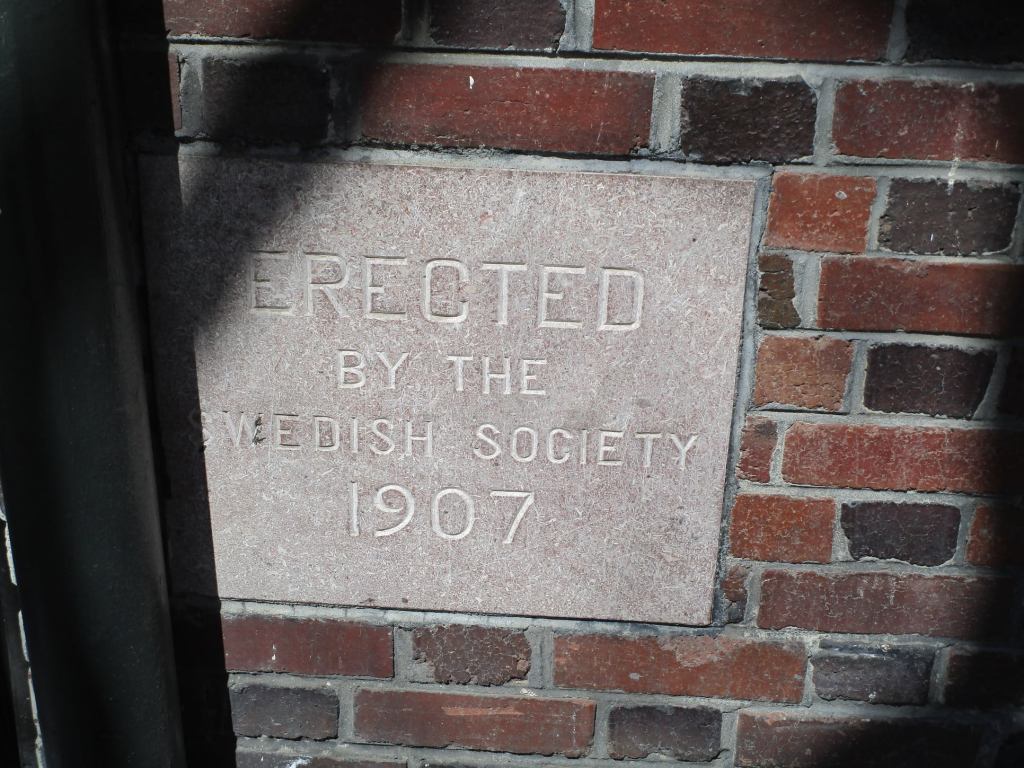 ERECTED
BY THE
SWEDISH SOCIETY
1907